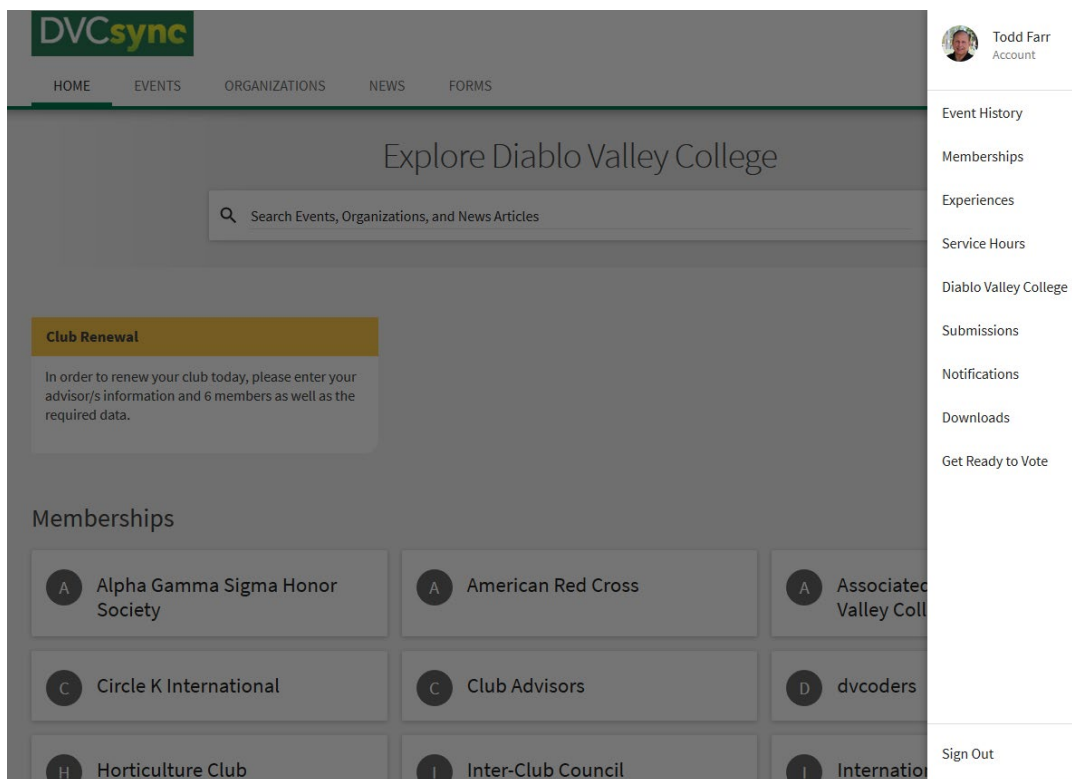 DVCsync
HOME EVENTS ORGANIZATIONS NEWS FORMS
Explore Diablo Valley College
Search Events, Organizations, and News Articles
Club Renewal
In order to renew your club today, please enter your
advisor/s information and 6 members as well as the
required data.
Memberships
A Alpha Gamma Sigma Honor
Society
A American Red Cross
A Associated
Valley Coll
C Circle K International
C Club Advisors
D dvcoders
H Horticulture Club
I Inter-Club Council
I Internation
Todd Farr
Account
Event History
Memberships
Experiences
Service Hours
Diablo Valley College
Submissions
Notifications
Downloads
Get Ready to Vote
Sign Out